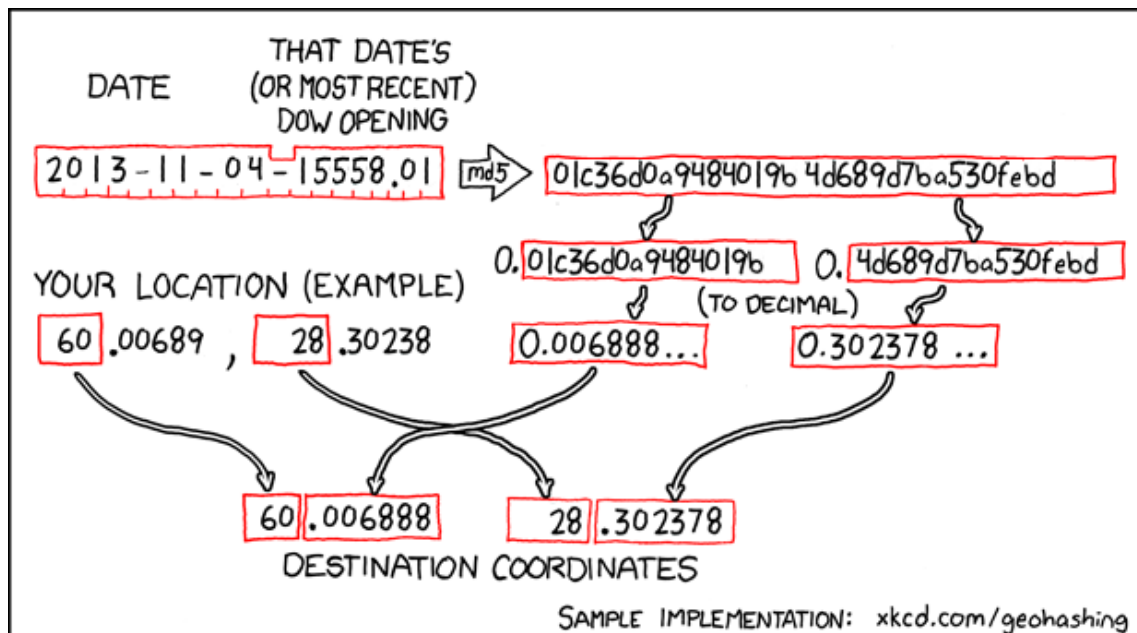 DATE
THAT DATE'S
(OR MOST RECENT)
DOW OPENING
2013-11-04-15558.01
md5
01c36d0a9484019b4d689d7ba530febd
0.01c36d0a9484019b
0.4d689d7ba530febd
YOUR LOCATION (EXAMPLE)
(TO DECIMAL)
60.00689, 28.30238
0.006888...
0.302378...
60.006888
28.302378
DESTINATION COORDINATES
SAMPLE IMPLEMENTATION: xkcd.com/geohashing